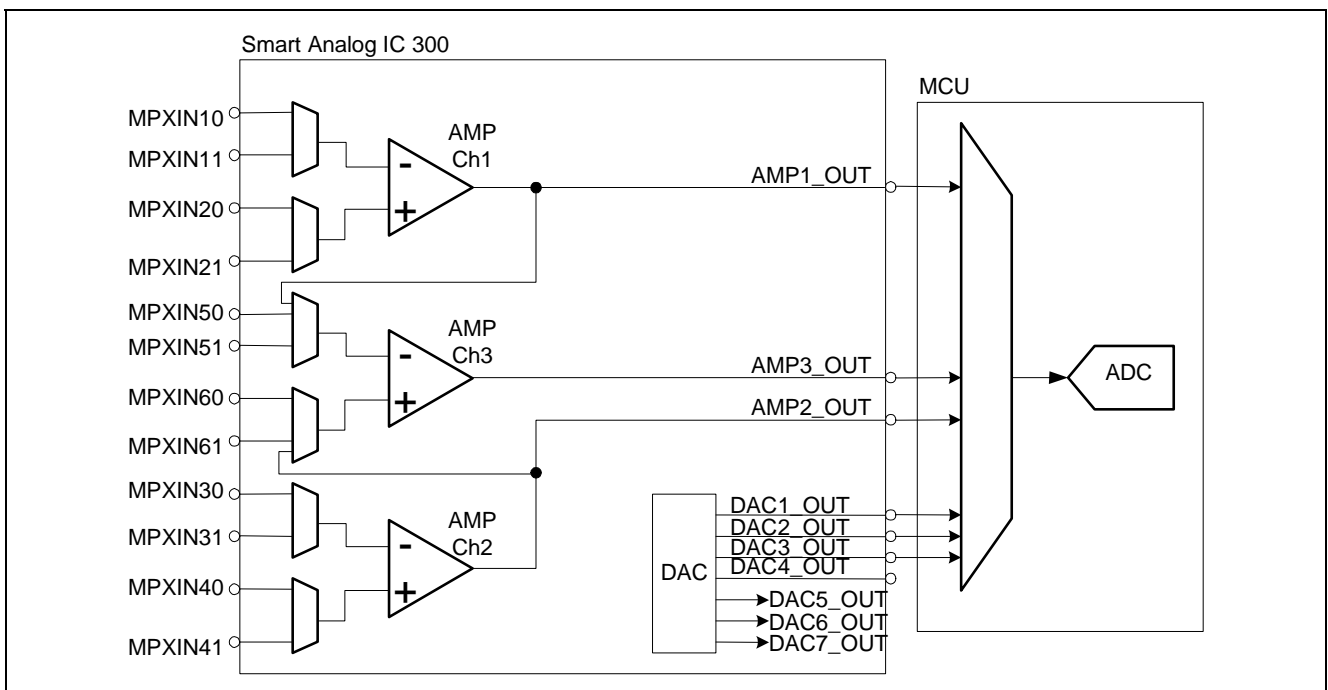 Smart Analog IC 300
MCU
MPXIN10
MPXIN11
MPXIN20
MPXIN21
MPXIN50
MPXIN51
MPXIN60
MPXIN61
MPXIN30
MPXIN31
MPXIN40
MPXIN41
AMP
Ch1
-
+
AMP
Ch3
-
+
AMP
Ch2
-
+
AMP1_OUT
AMP3_OUT
AMP2_OUT
DAC
DAC1_OUT
DAC2_OUT
DAC3_OUT
DAC4_OUT
DAC5_OUT
DAC6_OUT
DAC7_OUT
ADC